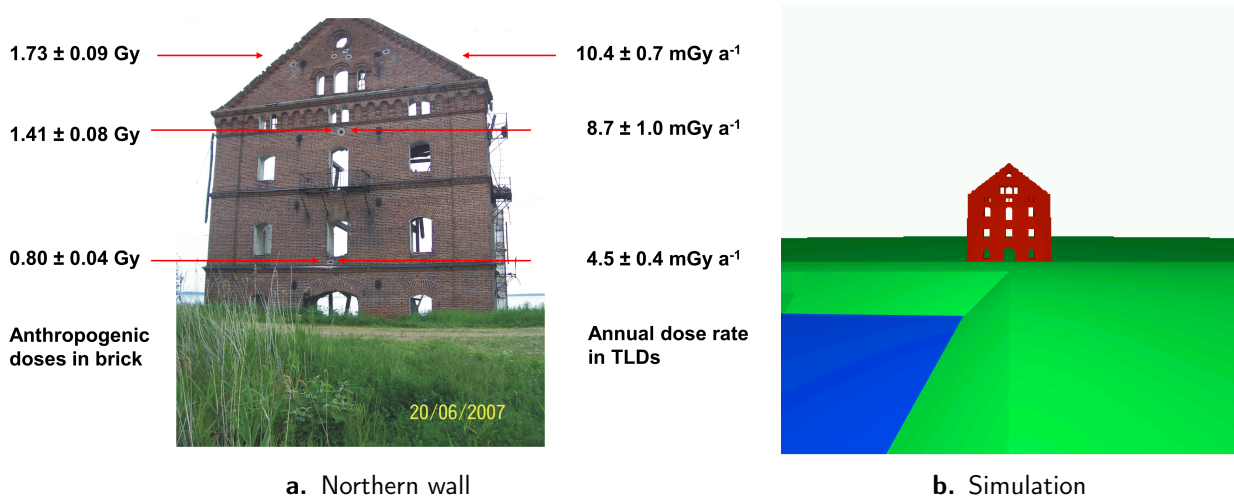 1.73 ± 0.09 Gy
10.4 ± 0.7 mGy a⁻¹
1.41 ± 0.08 Gy
8.7 ± 1.0 mGy a⁻¹
0.80 ± 0.04 Gy
4.5 ± 0.4 mGy a⁻¹
Anthropogenic
doses in brick
Annual dose rate
in TLDs
20/06/2007
a. Northern wall
b. Simulation